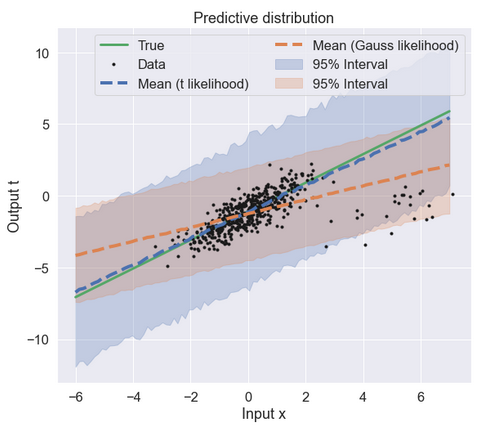 Predictive distribution
True
Data
Mean (t likelihood)
Mean (Gauss likelihood)
95% Interval
95% Interval
Output t
10
5
0
−5
−10
−6
−4
−2
0
2
4
6
Input x